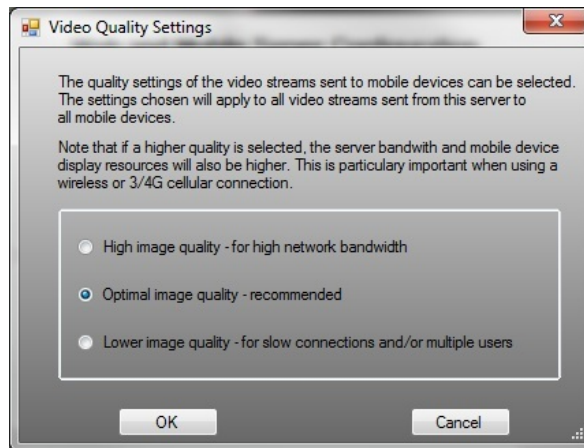 Video Quality Settings
The quality settings of the video streams sent to mobile devices can be selected.
The settings chosen will apply to all video streams sent from this server to
all mobile devices.
Note that if a higher quality is selected, the server bandwith and mobile device
display resources will also be higher. This is particulary important when using a
wireless or 3/4G cellular connection.
High image quality - for high network bandwidth
Optimal image quality - recommended
Lower image quality - for slow connections and/or multiple users
OK
Cancel